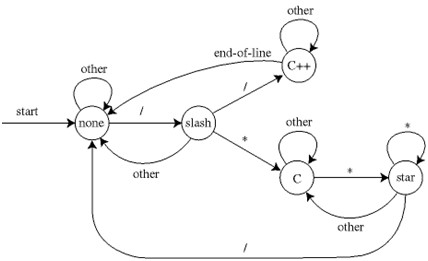 other
end-of-line
C++
other
start
none
/
slash
/
other
*
other
*
C
*
star
other
/